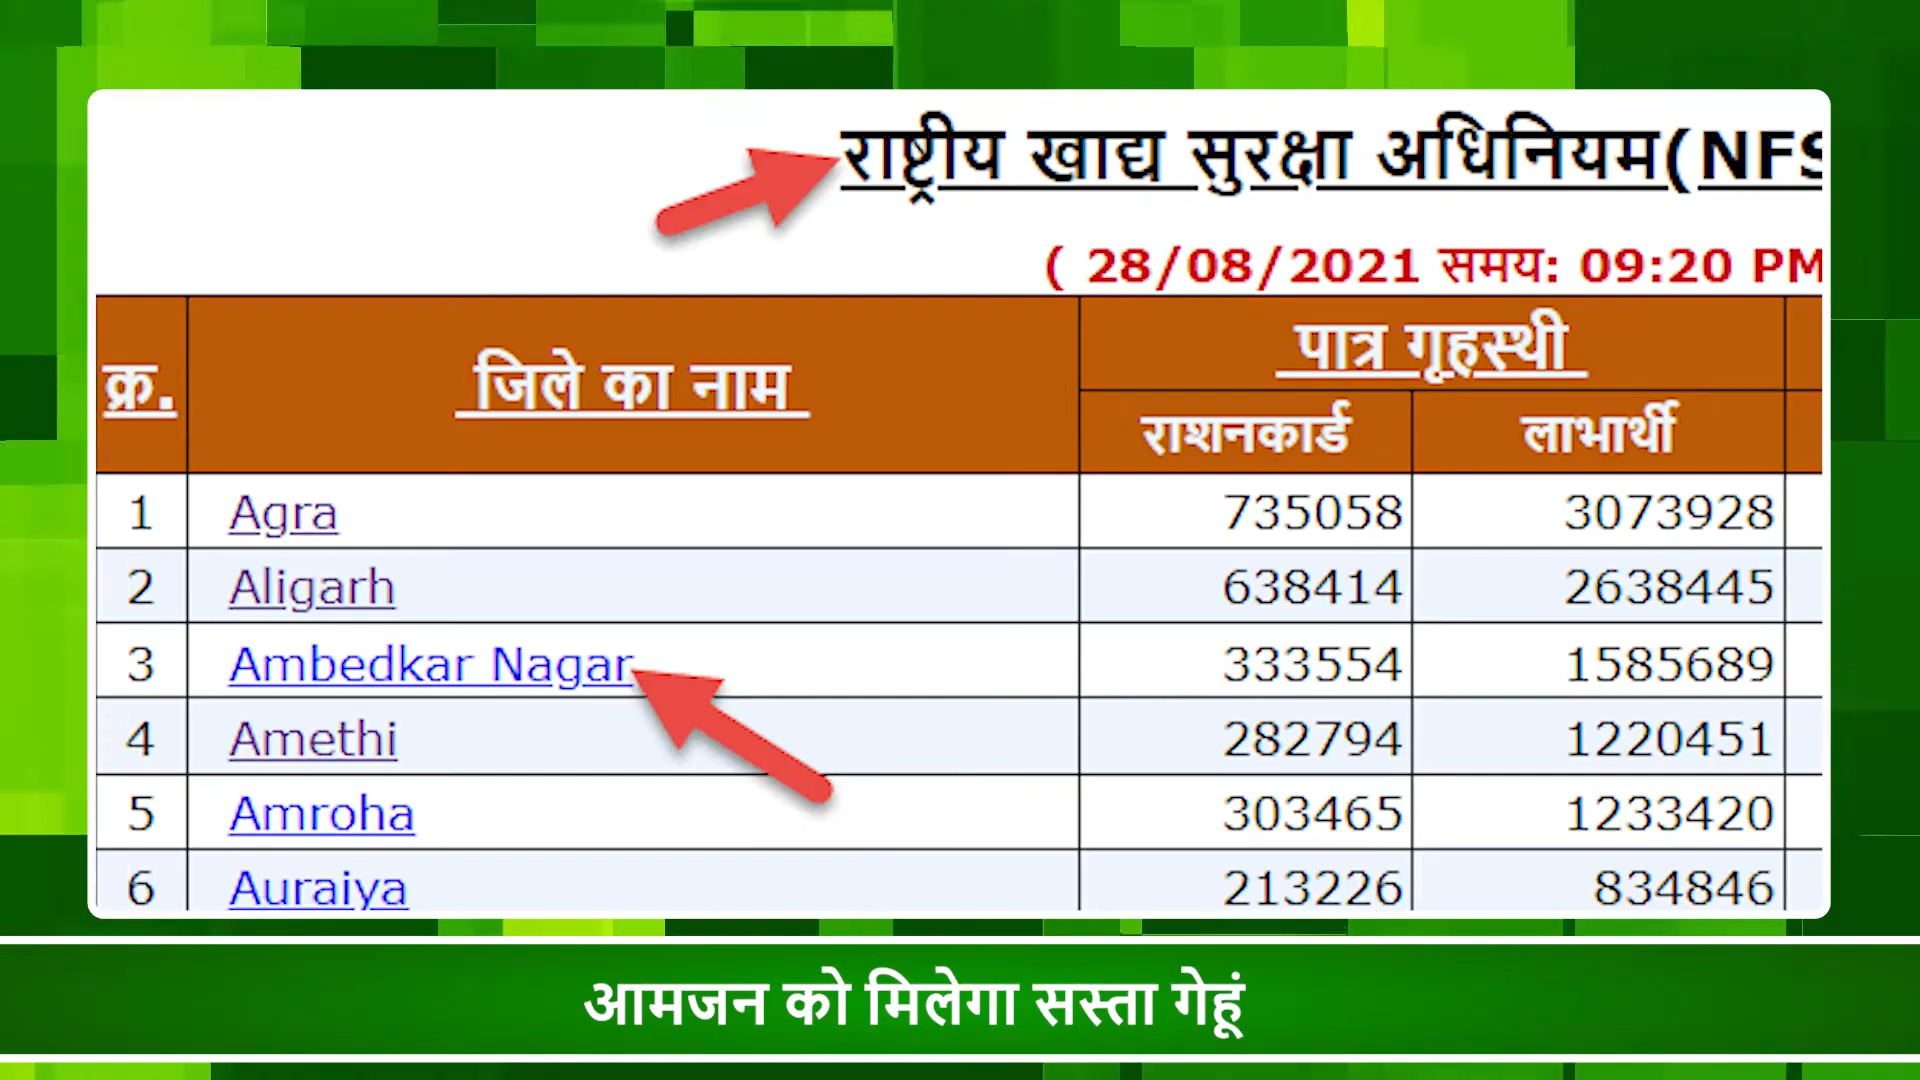 राष्ट्रीय खाद्य सुरक्षा अधिनियम(NFS
( 28/08/2021 समय: 09:20 PM
क्र. जिले का नाम पात्र गृहस्थी
राशनकार्ड लाभार्थी
1 Agra 735058 3073928
2 Aligarh 638414 2638445
3 Ambedkar Nagar 333554 1585689
4 Amethi 282794 1220451
5 Amroha 303465 1233420
6 Auraiya 213226 834846
आमजन को मिलेगा सस्ता गेहूं